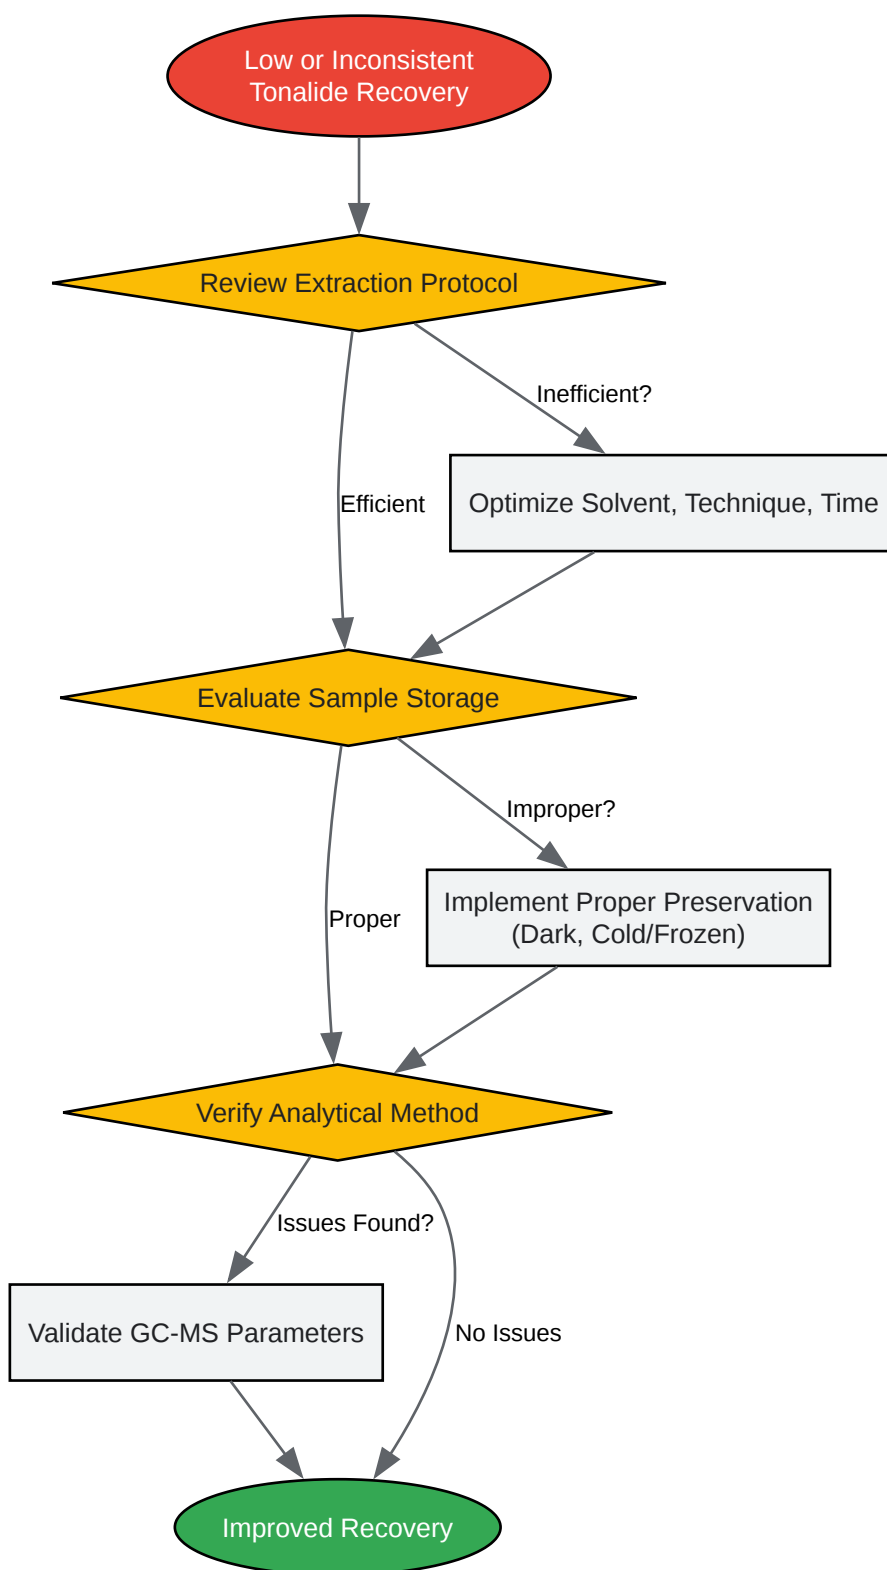 Low or Inconsistent
Tonalide Recovery
Review Extraction Protocol
Inefficient?
Efficient
Optimize Solvent, Technique, Time
Evaluate Sample Storage
Improper?
Proper
Implement Proper Preservation
(Dark, Cold/Frozen)
Verify Analytical Method
Issues Found?
Validate GC-MS Parameters
No Issues
Improved Recovery